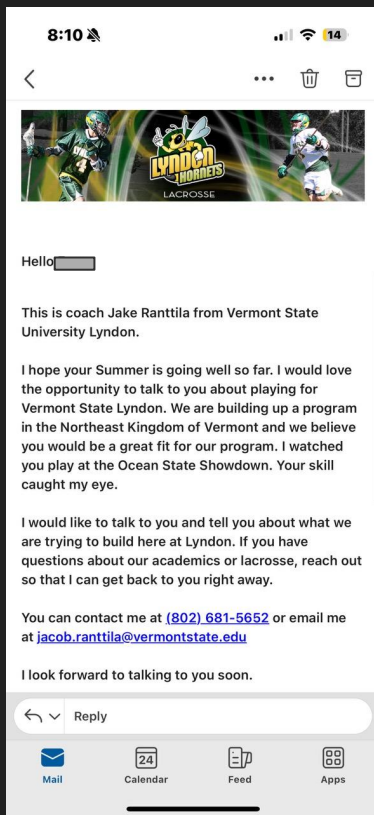 8:10
14
LYNDON
HORNETS
LACROSSE
Hello
This is coach Jake Ranttila from Vermont State
University Lyndon.
I hope your Summer is going well so far. I would love
the opportunity to talk to you about playing for
Vermont State Lyndon. We are building up a program
in the Northeast Kingdom of Vermont and we believe
you would be a great fit for our program. I watched
you play at the Ocean State Showdown. Your skill
caught my eye.
I would like to talk to you and tell you about what we
are trying to build here at Lyndon. If you have
questions about our academics or lacrosse, reach out
so that I can get back to you right away.
You can contact me at (802) 681-5652 or email me
at jacob.ranttila@vermontstate.edu
I look forward to talking to you soon.
Reply
24
Mail Calendar Feed Apps